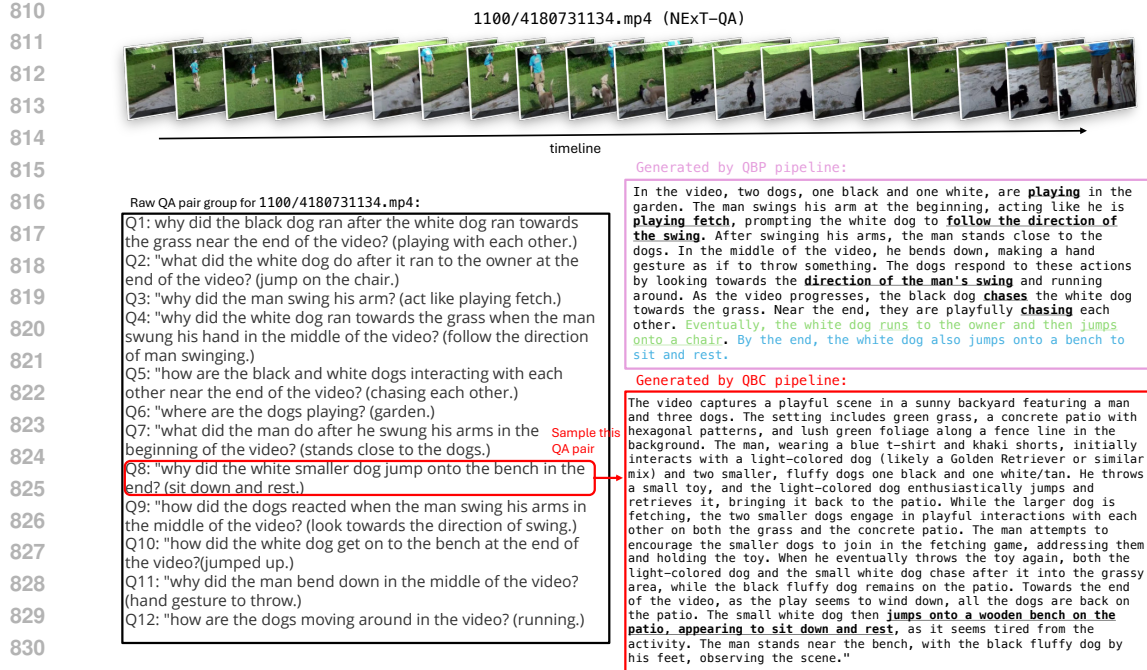 810
811
812
813
814
815
816
817
818
819
820
821
822
823
824
825
826
827
828
829
830
1100/4180731134.mp4 (NExT-QA)
timeline
Raw QA pair group for 1100/4180731134.mp4:
Q1: why did the black dog ran after the white dog ran towards
the grass near the end of the video? (playing with each other.)
Q2: "what did the white dog do after it ran to the owner at the
end of the video? (jump on the chair.)
Q3: "why did the man swing his arm? (act like playing fetch.)
Q4: "why did the white dog ran towards the grass when the man
swung his hand in the middle of the video? (follow the direction
of man swinging.)
Q5: "how are the black and white dogs interacting with each
other near the end of the video? (chasing each other.)
Q6: "where are the dogs playing? (garden.)
Q7: "what did the man do after he swung his arms in the
beginning of the video? (stands close to the dogs.)
Q8: "why did the white smaller dog jump onto the bench in the
end? (sit down and rest.)
Q9: "how did the dogs reacted when the man swing his arms in
the middle of the video? (look towards the direction of swing.)
Q10: "how did the white dog get on to the bench at the end of
the video?(jumped up.)
Q11: "why did the man bend down in the middle of the video?
(hand gesture to throw.)
Q12: "how are the dogs moving around in the video? (running.)
Sample this
QA pair
Generated by QBP pipeline:
In the video, two dogs, one black and one white, are playing in the
garden. The man swings his arm at the beginning, acting like he is
playing fetch, prompting the white dog to follow the direction of
the swing. After swinging his arms, the man stands close to the
dogs. In the middle of the video, he bends down, making a hand
gesture as if to throw something. The dogs respond to these actions
by looking towards the direction of the man's swing and running
around. As the video progresses, the black dog chases the white dog
towards the grass. Near the end, they are playfully chasing each
other. Eventually, the white dog runs to the owner and then jumps
onto a chair. By the end, the white dog also jumps onto a bench to
sit and rest.
Generated by QBC pipeline:
The video captures a playful scene in a sunny backyard featuring a man
and three dogs. The setting includes green grass, a concrete patio with
hexagonal patterns, and lush green foliage along a fence line in the
background. The man, wearing a blue t-shirt and khaki shorts, initially
interacts with a light-colored dog (likely a Golden Retriever or similar
mix) and two smaller, fluffy dogs one black and one white/tan. He throws
a small toy, and the light-colored dog enthusiastically jumps and
retrieves it, bringing it back to the patio. While the larger dog is
fetching, the two smaller dogs engage in playful interactions with each
other on both the grass and the concrete patio. The man attempts to
encourage the smaller dogs to join in the fetching game, addressing them
and holding the toy. When he eventually throws the toy again, both the
light-colored dog and the small white dog chase after it into the grassy
area, while the black fluffy dog remains on the patio. Towards the end
of the video, as the play seems to wind down, all the dogs are back on
the patio. The small white dog then jumps onto a wooden bench on the
patio, appearing to sit down and rest, as it seems tired from the
activity. The man stands near the bench, with the black fluffy dog by
his feet, observing the scene."